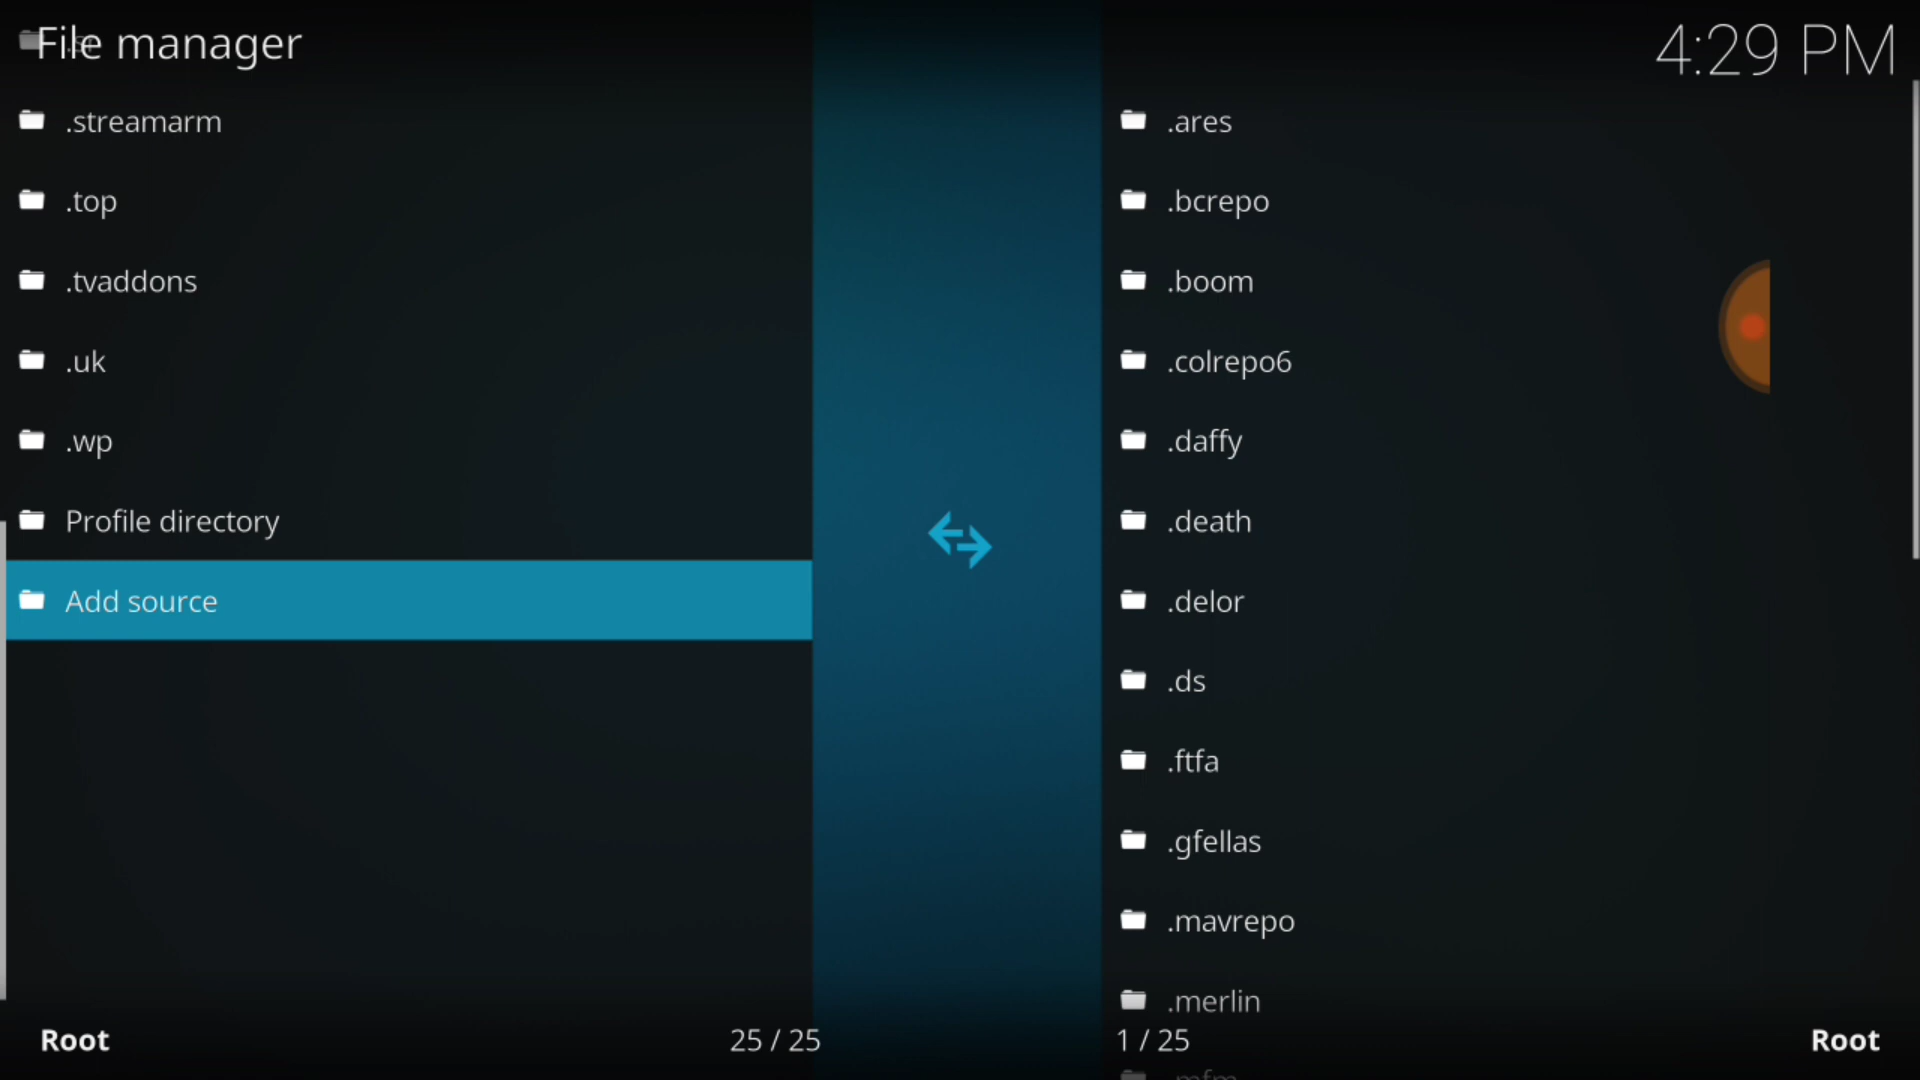 File manager
4:29 PM
.streamarm
.top
.tvaddons
.uk
.wp
Profile directory
Add source
.ares
.bcrepo
.boom
.colrepo6
.daffy
.death
.delor
.ds
.ftfa
.gfellas
.mavrepo
.merlin
Root
25 / 25
1 / 25
Root